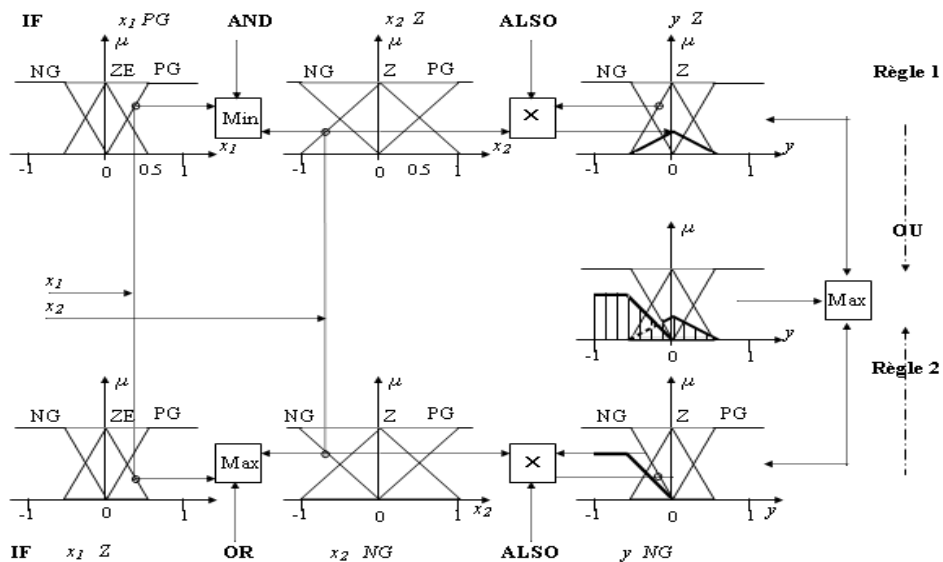 IF x₁ PG AND x₂ Z ALSO y Z
μ μ μ
NG ZE PG NG Z PG NG Z Règle 1
Min ×
x₁ x₂ y
-1 0 0.5 1 -1 0 0.5 1 -1 0 1
OU
μ
x₁
x₂
Max
y
-1 0 1
Règle 2
μ μ μ
NG ZE PG NG Z PG NG Z PG
Max ×
-1 0 1 -1 0 1 x₂ -1 0 1 y
IF x₁ Z OR x₂ NG ALSO y NG